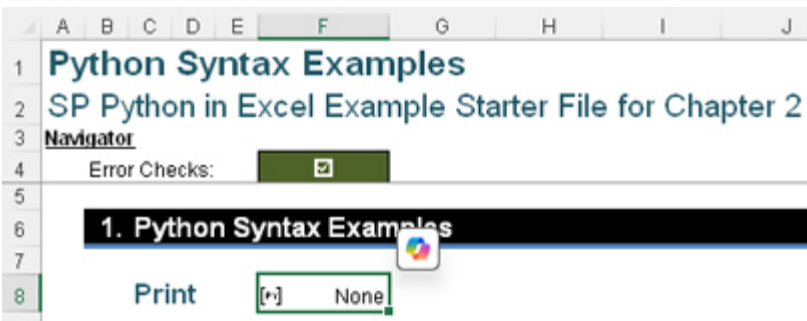 A B C D E F G H I J
1 Python Syntax Examples
2 SP Python in Excel Example Starter File for Chapter 2
3 Navigator
4 Error Checks:
5
6 1. Python Syntax Examples
7
8 Print None